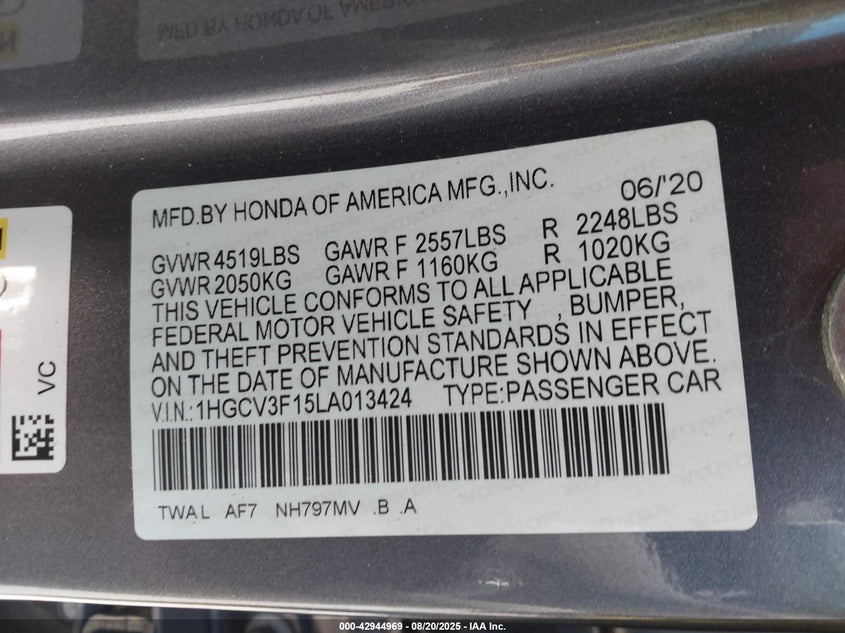 MFD.BY HONDA OF AMERICA MFG.,INC. 06/'20
GVWR 4519LBS GAWR F 2557LBS R 2248LBS
GVWR 2050KG GAWR F 1160KG R 1020KG
THIS VEHICLE CONFORMS TO ALL APPLICABLE
FEDERAL MOTOR VEHICLE SAFETY , BUMPER,
AND THEFT PREVENTION STANDARDS IN EFFECT
ON THE DATE OF MANUFACTURE SHOWN ABOVE.
V.I.N.:1HGCV3F15LA013424 TYPE:PASSENGER CAR
TWAL AF7 NH797MV .B .A
VC
000-42944969 - 08/20/2025 - IAA Inc.